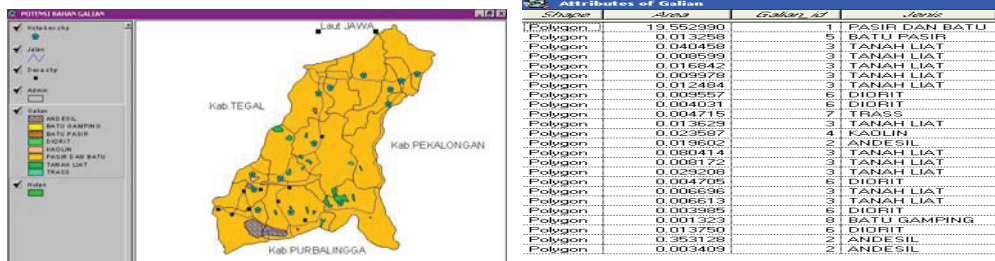 POTENSI BAHAN GALIAN
Kotakec.shp
Jalan
Desa.shp
Admin
Galian
ANDESIL
BATU GAMPING
BATU PASIR
DIORIT
KAOLIN
PASIR DAN BATU
TANAH LIAT
TRASS
Hutan
Laut JAWA
Kab TEGAL
Kab PEKALONGAN
Kab PURBALINGGA
Attributes of Galian
Shape Area Galian_id Jenis
Polygon 19.552990 1 PASIR DAN BATU
Polygon 0.013258 5 BATU PASIR
Polygon 0.040458 3 TANAH LIAT
Polygon 0.008599 3 TANAH LIAT
Polygon 0.016842 3 TANAH LIAT
Polygon 0.009978 3 TANAH LIAT
Polygon 0.012484 3 TANAH LIAT
Polygon 0.009557 6 DIORIT
Polygon 0.004031 6 DIORIT
Polygon 0.004715 7 TRASS
Polygon 0.013629 3 TANAH LIAT
Polygon 0.023587 4 KAOLIN
Polygon 0.019602 2 ANDESIL
Polygon 0.080414 3 TANAH LIAT
Polygon 0.008172 3 TANAH LIAT
Polygon 0.029208 3 TANAH LIAT
Polygon 0.004705 6 DIORIT
Polygon 0.006696 3 TANAH LIAT
Polygon 0.006613 3 TANAH LIAT
Polygon 0.003985 6 DIORIT
Polygon 0.001323 8 BATU GAMPING
Polygon 0.013750 6 DIORIT
Polygon 0.353128 2 ANDESIL
Polygon 0.003409 2 ANDESIL